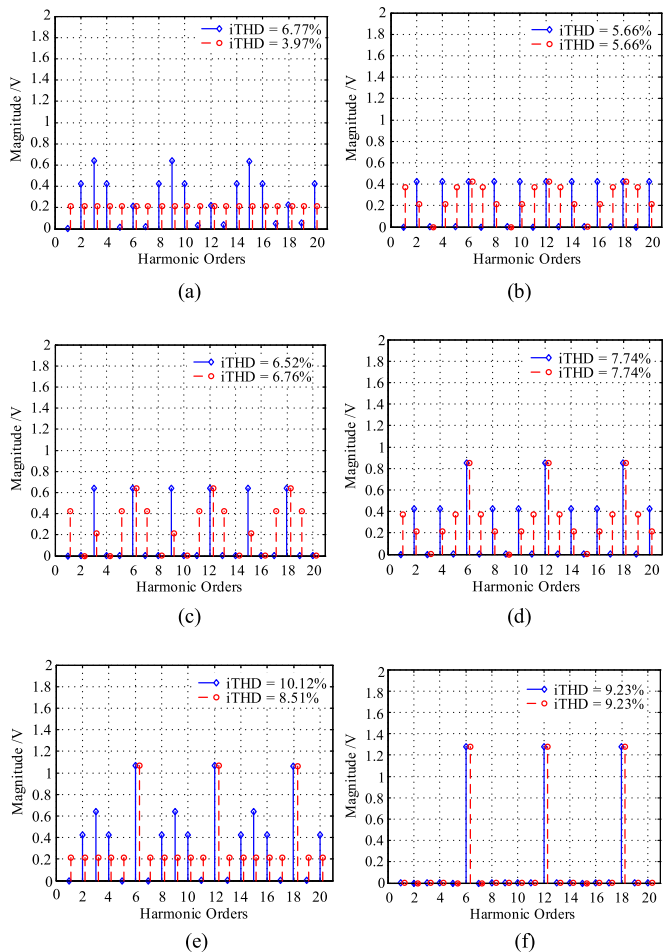 iTHD = 6.77%
iTHD = 3.97%
Magnitude /V
2
1.8
1.6
1.4
1.2
1
0.8
0.6
0.4
0.2
0
0 2 4 6 8 10 12 14 16 18 20
Harmonic Orders
(a)
iTHD = 5.66%
iTHD = 5.66%
Magnitude /V
2
1.8
1.6
1.4
1.2
1
0.8
0.6
0.4
0.2
0
0 2 4 6 8 10 12 14 16 18 20
Harmonic Orders
(b)
iTHD = 6.52%
iTHD = 6.76%
Magnitude /V
2
1.8
1.6
1.4
1.2
1
0.8
0.6
0.4
0.2
0
0 2 4 6 8 10 12 14 16 18 20
Harmonic Orders
(c)
iTHD = 7.74%
iTHD = 7.74%
Magnitude /V
2
1.8
1.6
1.4
1.2
1
0.8
0.6
0.4
0.2
0
0 2 4 6 8 10 12 14 16 18 20
Harmonic Orders
(d)
iTHD = 10.12%
iTHD = 8.51%
Magnitude /V
2
1.8
1.6
1.4
1.2
1
0.8
0.6
0.4
0.2
0
0 2 4 6 8 10 12 14 16 18 20
Harmonic Orders
(e)
iTHD = 9.23%
iTHD = 9.23%
Magnitude /V
2
1.8
1.6
1.4
1.2
1
0.8
0.6
0.4
0.2
0
0 2 4 6 8 10 12 14 16 18 20
Harmonic Orders
(f)